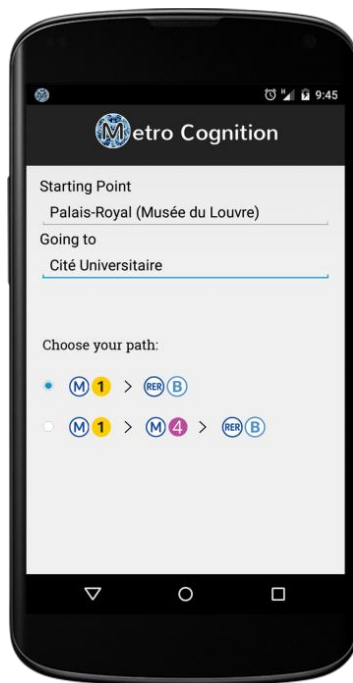 9:45
Metro Cognition
Starting Point
Palais-Royal (Musée du Louvre)
Going to
Cité Universitaire
Choose your path:
M 1 > RER B
M 1 > M 4 > RER B